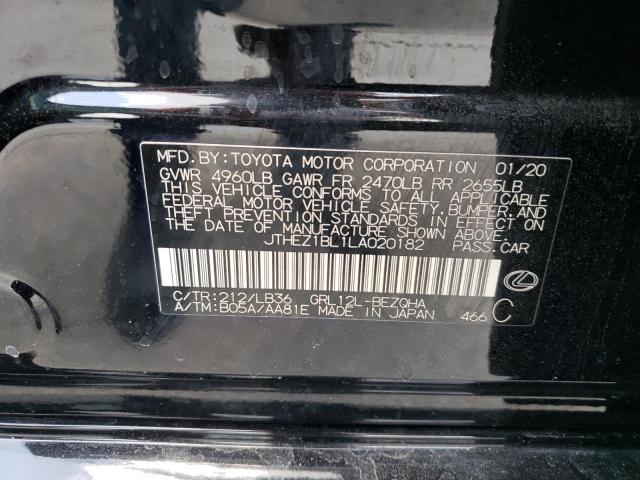 MFD. BY: TOYOTA MOTOR CORPORATION 01/20
GVWR 4960LB GAWR FR 2470LB RR 2655LB
THIS VEHICLE CONFORMS TO ALL APPLICABLE
FEDERAL MOTOR VEHICLE SAFETY, BUMPER, AND
THEFT PREVENTION STANDARDS IN EFFECT ON
THE DATE OF MANUFACTURE SHOWN ABOVE.
JTHEZ1BL1LA020182 PASS.CAR
C/TR:212/LB36 GRL12L-BEZQHA
A/TM:B05A/AA81E MADE IN JAPAN 466 C